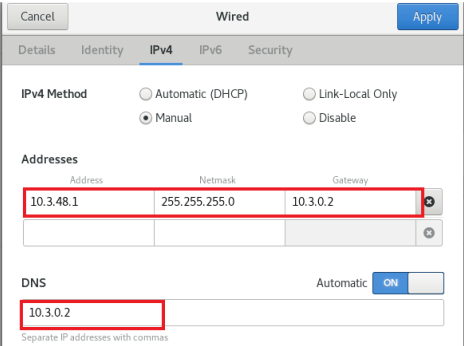 Cancel Wired Apply
Details Identity IPv4 IPv6 Security
IPv4 Method Automatic (DHCP) Link-Local Only
Manual Disable
Addresses
Address Netmask Gateway
10.3.48.1 255.255.255.0 10.3.0.2
DNS Automatic ON
10.3.0.2
Separate IP addresses with commas